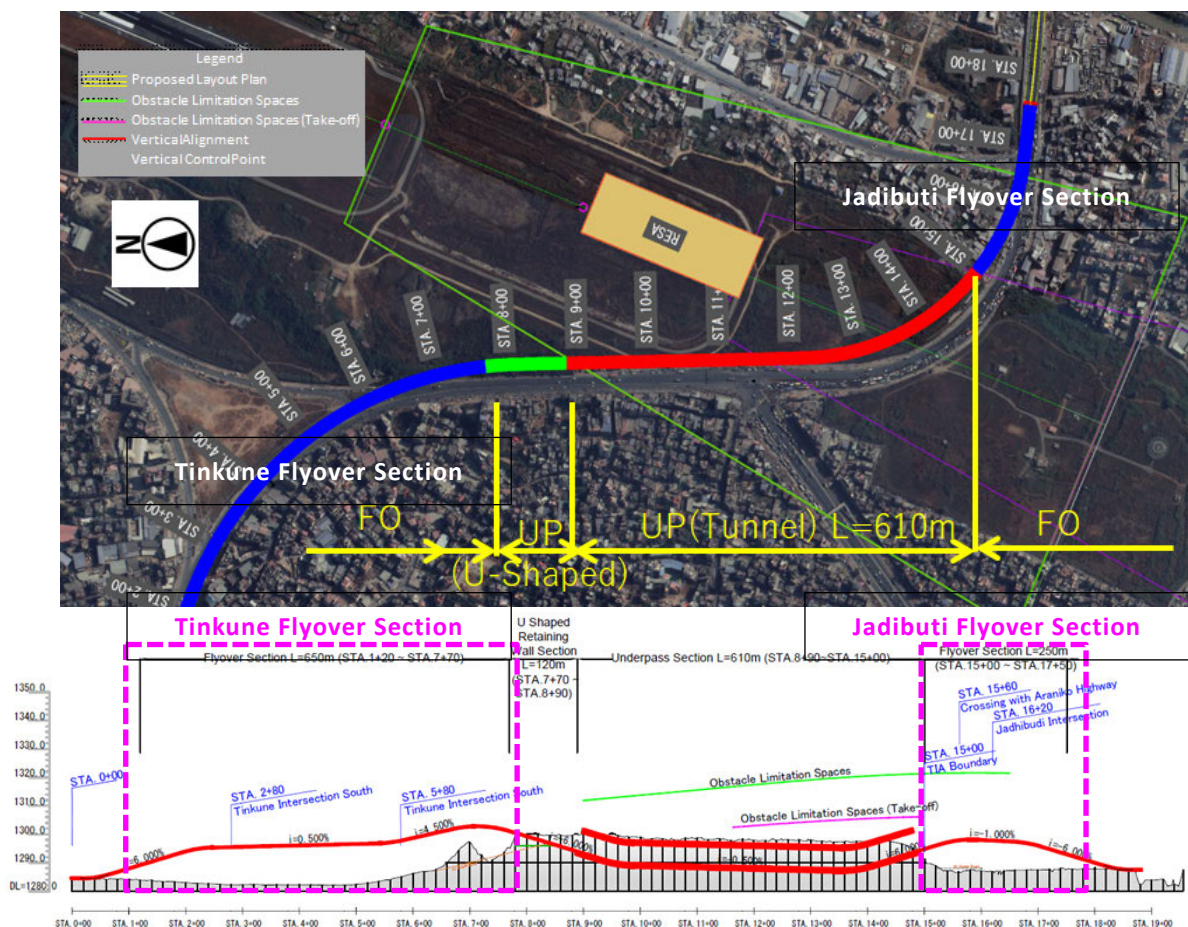 Legend
Proposed Layout Plan
Obstacle Limitation Spaces
Obstacle Limitation Spaces (Take-off)
VerticalAlignment
Vertical ControlPoint
N
RESA
STA. 18+00
STA. 17+00
Jadibuti Flyover Section
STA. 15+00
STA. 14+00
STA. 13+00
STA. 12+00
STA. 11+
STA. 10+00
STA. 9+00
STA. 8+00
STA. 7+00
STA. 6+00
STA. 5+00
STA. 4+00
STA. 3+00
STA. 2+00
Tinkune Flyover Section
FO
UP
(U-Shaped)
UP(Tunnel) L=610m
FO
Tinkune Flyover Section
Jadibuti Flyover Section
Flyover Section L=650m (STA.1+20 ~ STA.7+70)
U Shaped
Retaining
Wall Section
L=120m
(STA.7+70 ~
STA.8+90)
Underpass Section L=610m (STA.8+90~STA.15+00)
Flyover Section L=250m
(STA.15+00 ~ STA.17+50)
1350.0
1340.0
1330.0
1320.0
1310.0
1300.0
1290.0
DL=1280.0
STA. 0+00
STA. 2+80
Tinkune Intersection South
STA. 5+80
Tinkune Intersection South
STA. 15+60
Crossing with Araniko Highway
STA. 16+20
Jadhibudi Intersection
STA. 15+00
TIA Boundary
Obstacle Limitation Spaces
Obstacle Limitation Spaces (Take-off)
i=6.000%
i=0.500%
i=4.500%
i=-1.000%
i=-6.000%
STA. 0+00
STA. 1+00
STA. 2+00
STA. 3+00
STA. 4+00
STA. 5+00
STA. 6+00
STA. 7+00
STA. 8+00
STA. 9+00
STA. 10+00
STA. 11+00
STA. 12+00
STA. 13+00
STA. 14+00
STA. 15+00
STA. 16+00
STA. 17+00
STA. 18+00
STA. 19+00